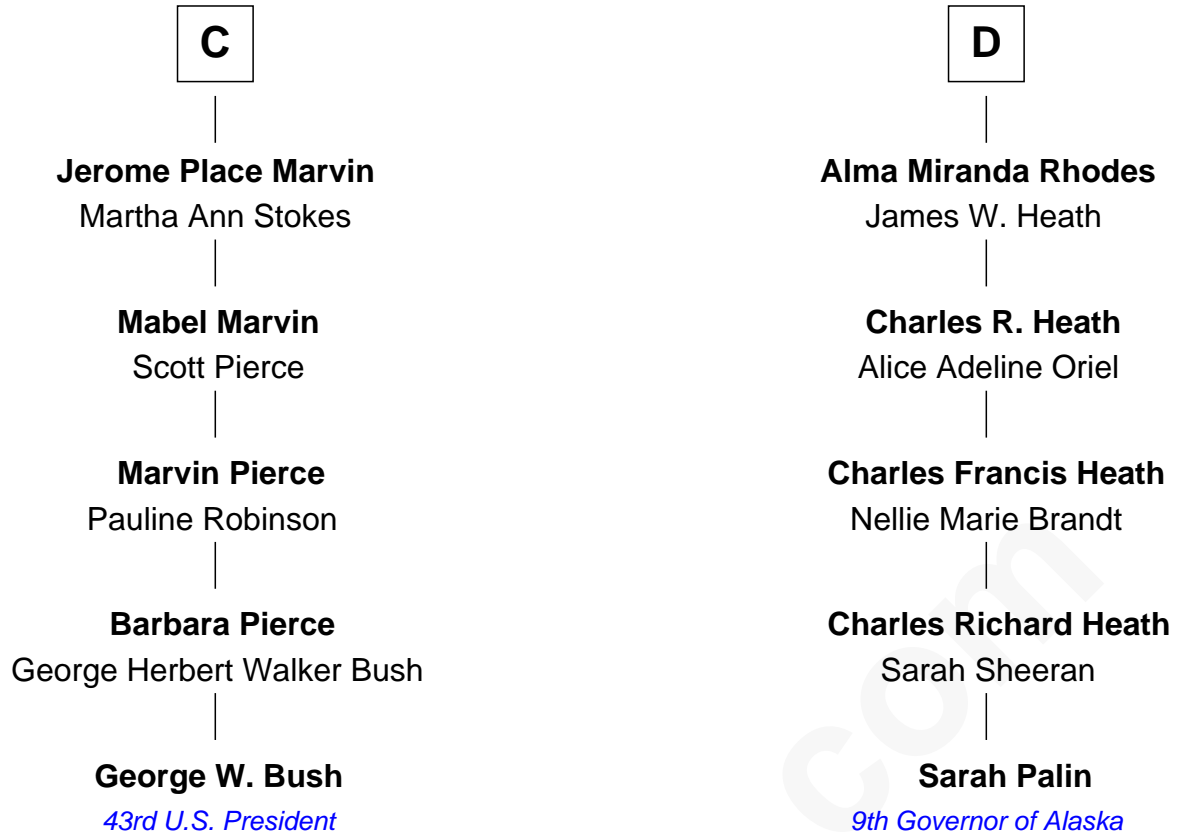 C
Jerome Place Marvin
Martha Ann Stokes
Mabel Marvin
Scott Pierce
Marvin Pierce
Pauline Robinson
Barbara Pierce
George Herbert Walker Bush
George W. Bush
43rd U.S. President
D
Alma Miranda Rhodes
James W. Heath
Charles R. Heath
Alice Adeline Oriel
Charles Francis Heath
Nellie Marie Brandt
Charles Richard Heath
Sarah Sheeran
Sarah Palin
9th Governor of Alaska
com